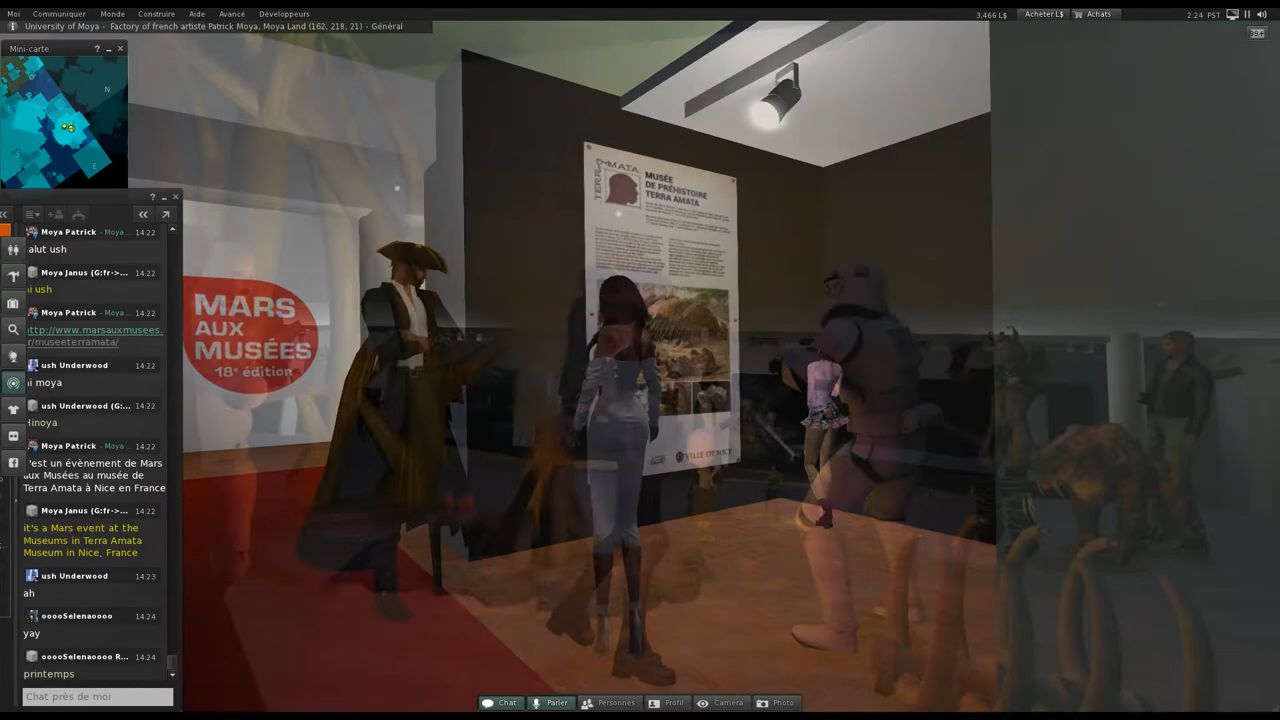 Moi Communiquer Monde Construire Aide Avancé Développeurs
3,466 L$ Acheter L$ Achats 2:24 PST
University of Moya - Factory of french artiste Patrick Moya, Moya Land (162, 218, 21) - Général
Mini-carte
N
E
S
Moya Patrick - Moya... 14:22
alut ush
Moya Janus (G:fr->... 14:22
i ush
Moya Patrick - Moya... 14:22
ttp://www.marsauxmusees.
r/museeterramata/
ush Underwood 14:22
i moya
ush Underwood (G:... 14:22
Hinoya
Moya Patrick - Moya... 14:22
'est un évènement de Mars
aux Musées au musée de
Terra Amata à Nice en France
Moya Janus (G:fr->... 14:22
it's a Mars event at the
Museums in Terra Amata
Museum in Nice, France
ush Underwood 14:23
ah
ooooSelenaoooo 14:24
yay
ooooSelenaoooo R... 14:24
printemps
Chat près de moi
MARS
AUX
MUSÉES
18e édition
TERRA AMATA
MUSÉE
DE PRÉHISTOIRE
TERRA AMATA
VILLE DE NICE
Chat Parler Personnes Profil Caméra Photo